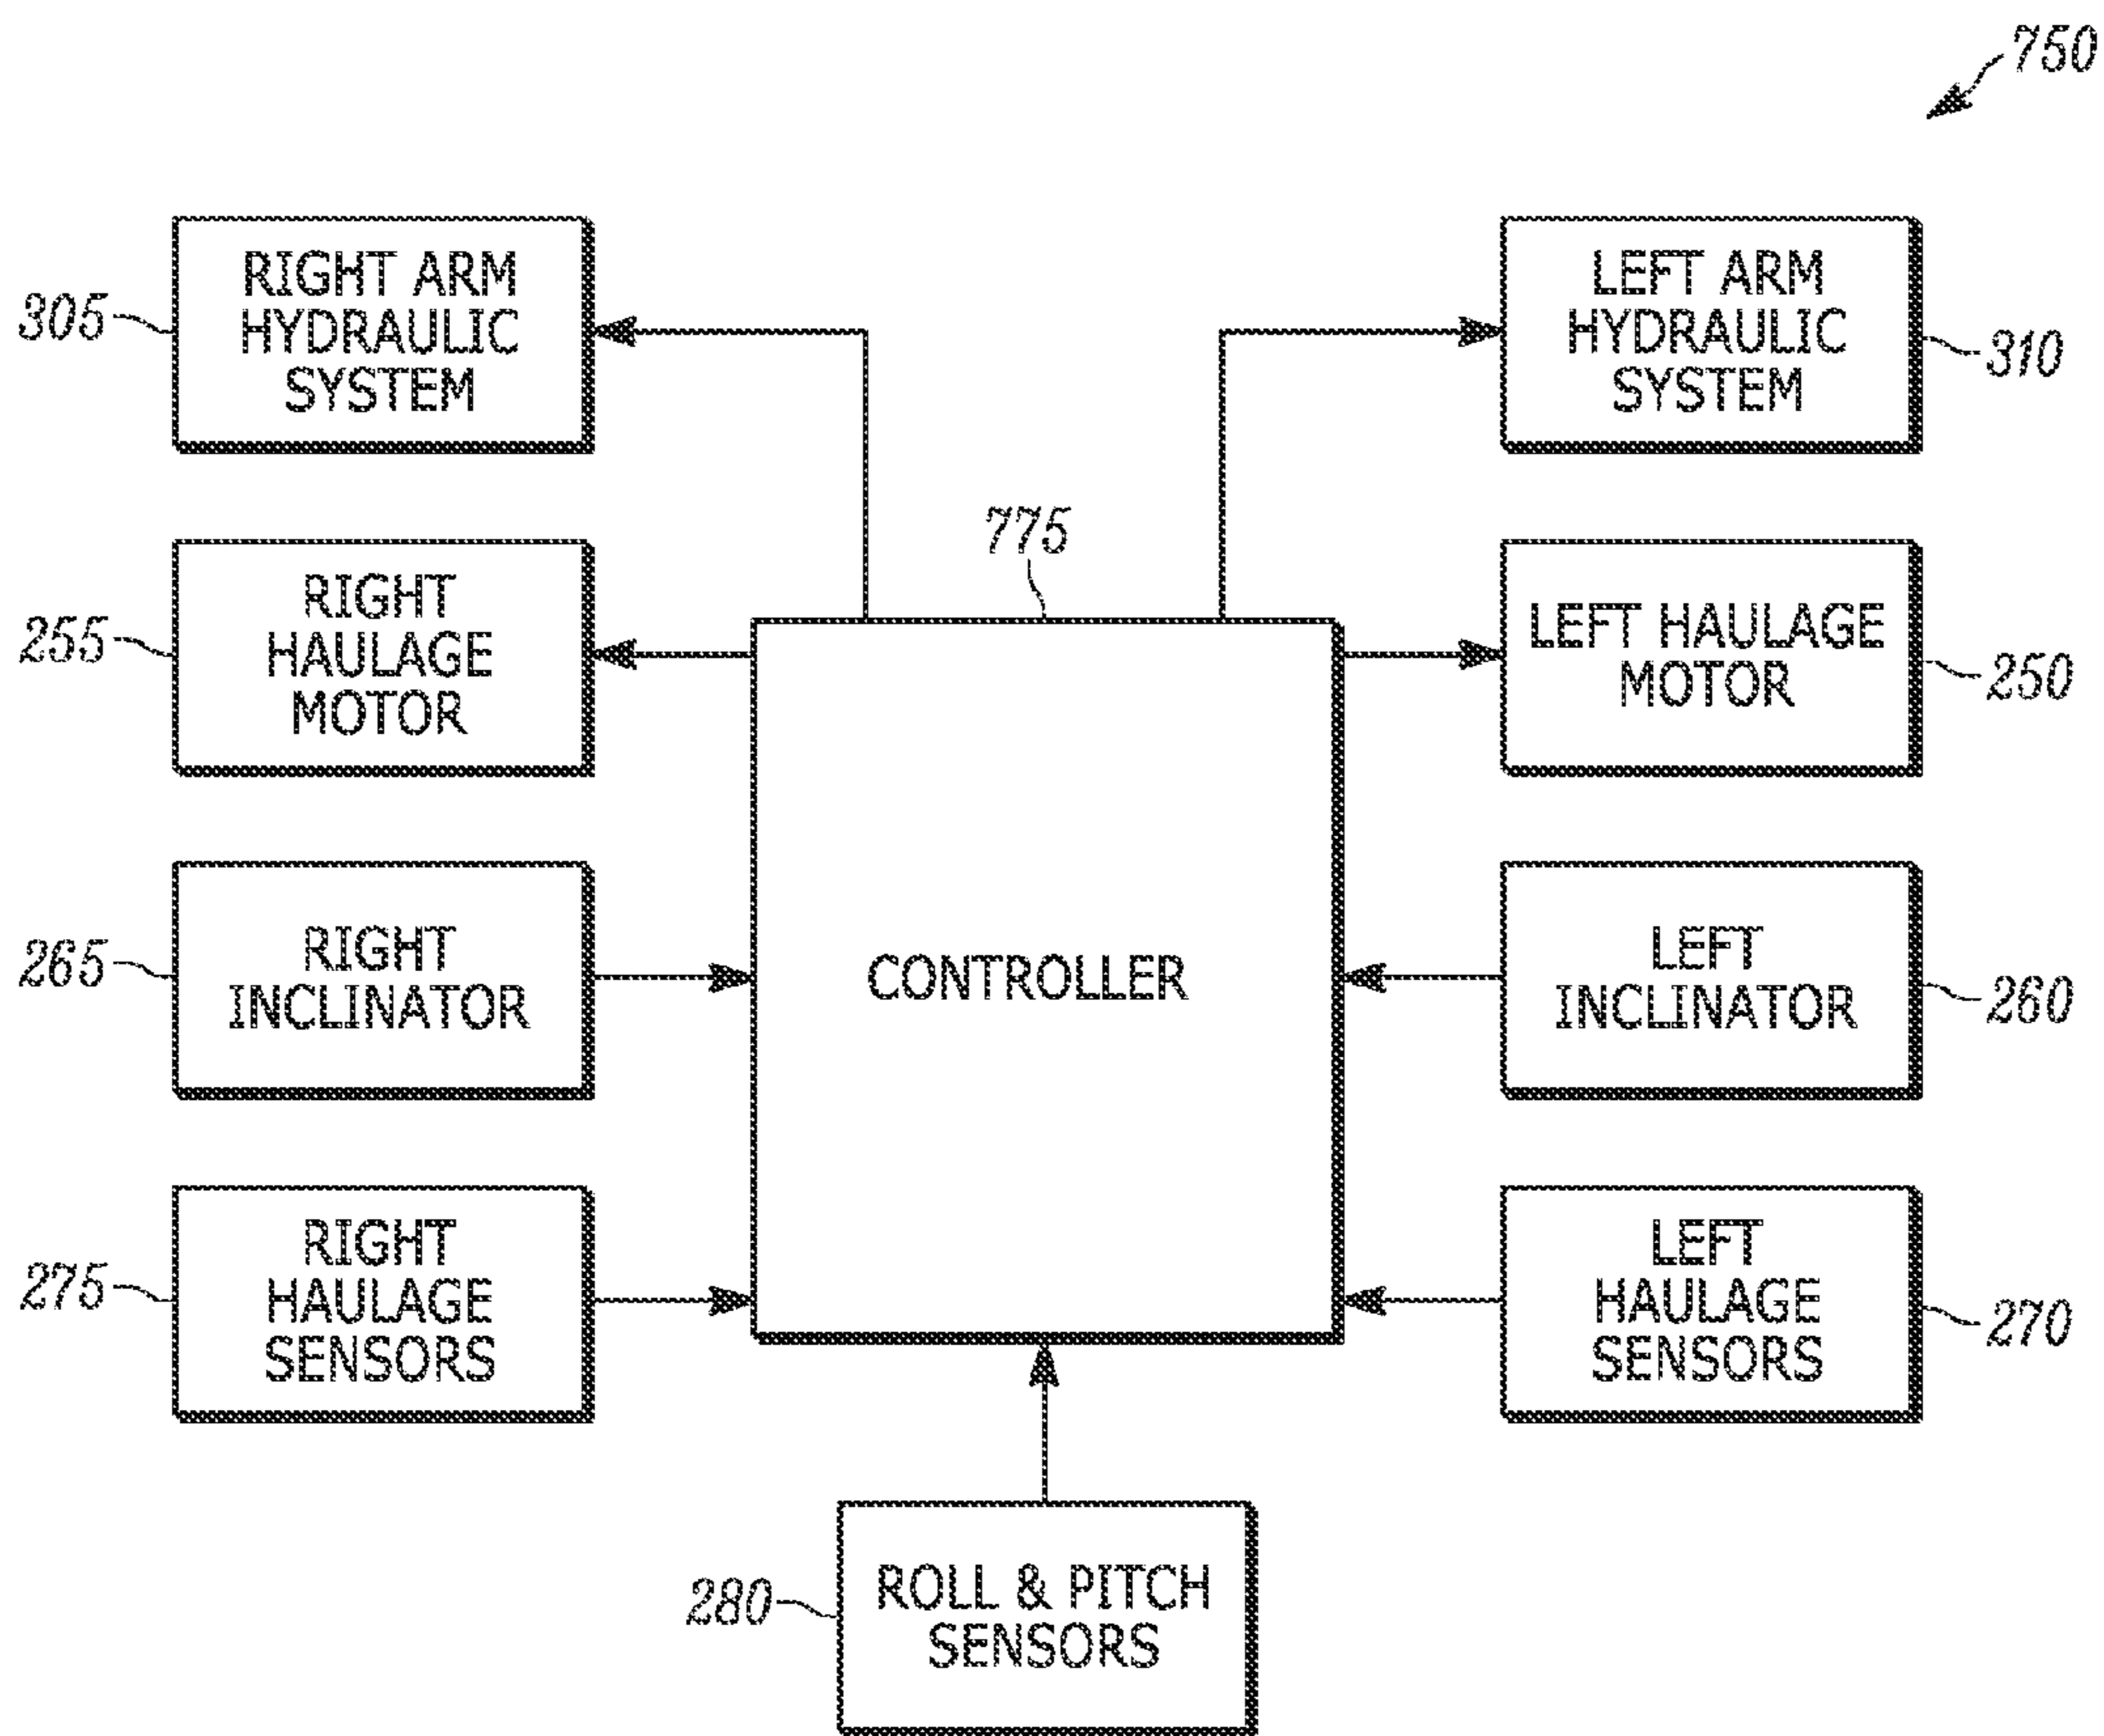 750
RIGHT ARM
HYDRAULIC
SYSTEM
305
LEFT ARM
HYDRAULIC
SYSTEM
310
775
RIGHT
HAULAGE
MOTOR
255
LEFT HAULAGE
MOTOR
250
CONTROLLER
RIGHT
INCLINATOR
265
LEFT
INCLINATOR
260
RIGHT
HAULAGE
SENSORS
275
LEFT
HAULAGE
SENSORS
270
ROLL & PITCH
SENSORS
280